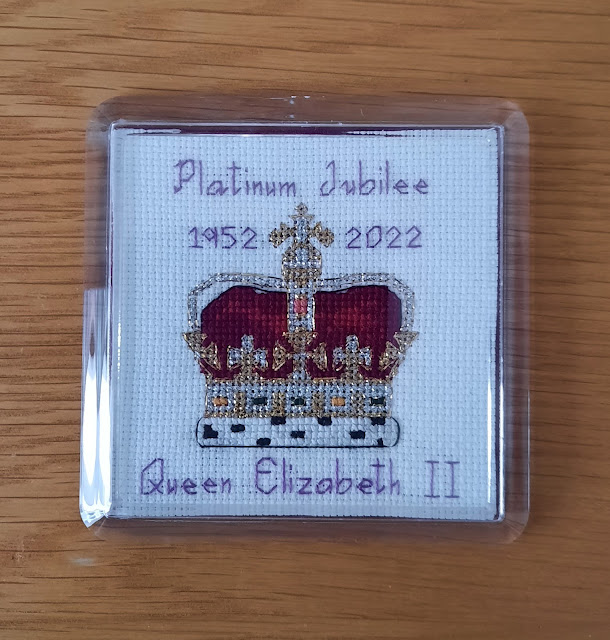 Platinum Jubilee
1952 2022
Queen Elizabeth II